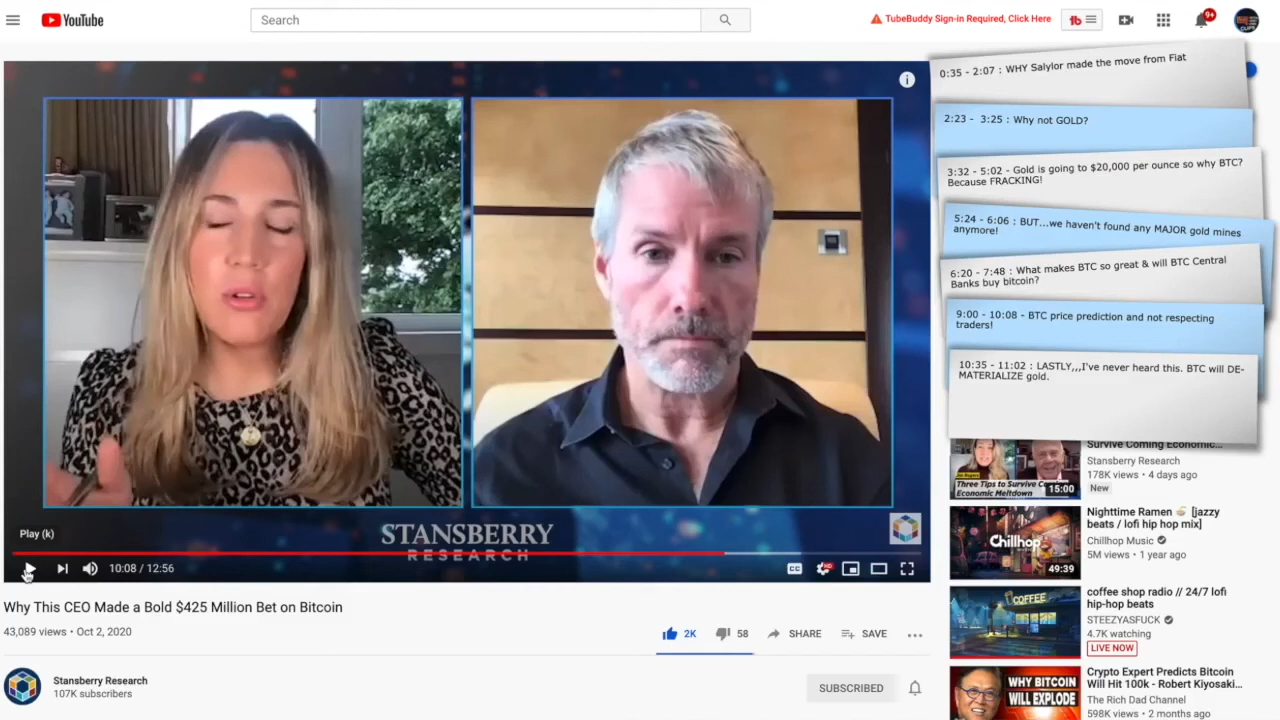 YouTube
Search
TubeBuddy Sign-in Required, Click Here
tb
9+
0:35 - 2:07 : WHY Salylor made the move from Fiat
2:23 - 3:25 : Why not GOLD?
3:32 - 5:02 - Gold is going to $20,000 per ounce so why BTC?
Because FRACKING!
5:24 - 6:06 : BUT...we haven't found any MAJOR gold mines
anymore!
6:20 - 7:48 : What makes BTC so great & will BTC Central
Banks buy bitcoin?
9:00 - 10:08 - BTC price prediction and not respecting
traders!
10:35 - 11:02 : LASTLY,,,I've never heard this. BTC will DE-
MATERIALIZE gold.
Play (k)
STANSBERRY
RESEARCH
10:08 / 12:56
CC
HD
Why This CEO Made a Bold $425 Million Bet on Bitcoin
43,089 views • Oct 2, 2020
2K
58
SHARE
SAVE
Stansberry Research
107K subscribers
SUBSCRIBED
Survive Coming Economic...
Stansberry Research
178K views • 4 days ago
New
Three Tips to Survive
Economic Meltdown
15:00
Nighttime Ramen 🍜 [jazzy
beats / lofi hip hop mix]
Chillhop Music
5M views • 1 year ago
Chillhop
MUSIC
49:39
coffee shop radio // 24/7 lofi
hip-hop beats
STEEZYASFUCK
4.7K watching
LIVE NOW
COFFEE
Crypto Expert Predicts Bitcoin
Will Hit 100k - Robert Kiyosaki...
The Rich Dad Channel
598K views • 2 months ago
WHY BITCOIN
WILL EXPLODE